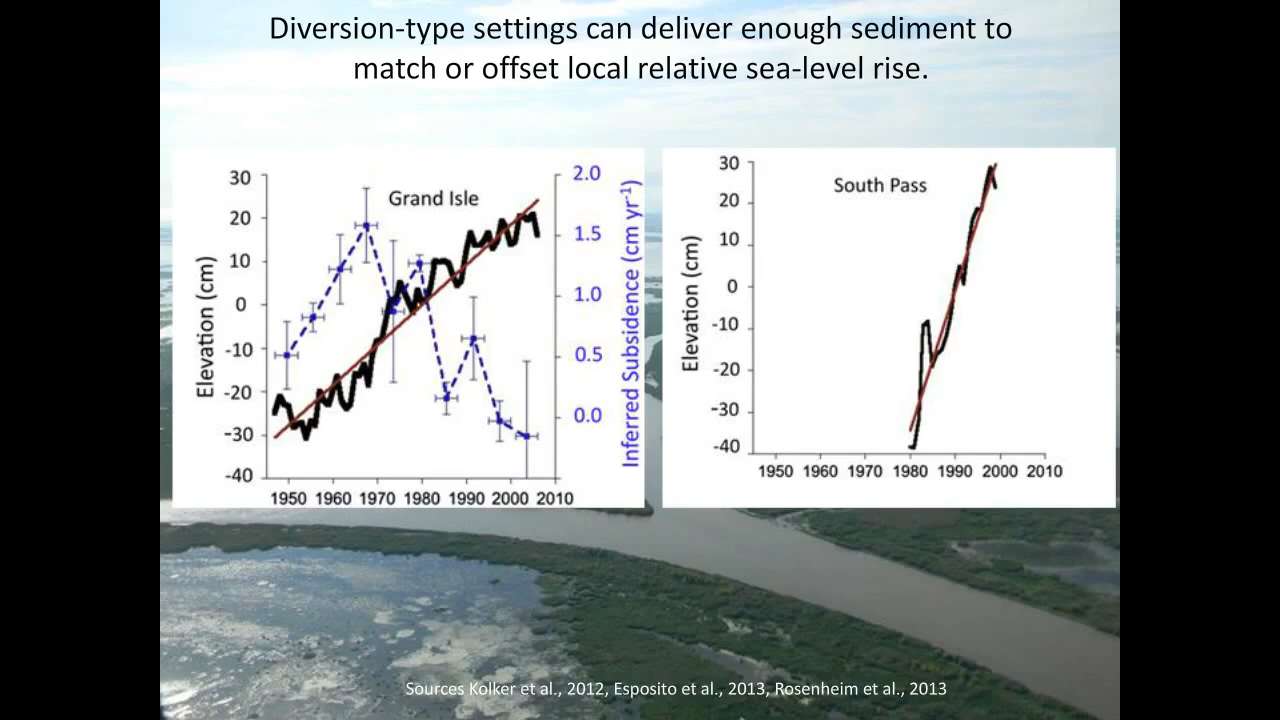 Diversion-type settings can deliver enough sediment to
match or offset local relative sea-level rise.
Grand Isle
Elevation (cm)
30
20
10
0
-10
-20
-30
-40
1950 1960 1970 1980 1990 2000 2010
2.0
1.5
1.0
0.5
0.0
Inferred Subsidence (cm yr⁻¹)
South Pass
Elevation (cm)
30
20
10
0
-10
-20
-30
-40
1950 1960 1970 1980 1990 2000 2010
Sources Kolker et al., 2012, Esposito et al., 2013, Rosenheim et al., 2013